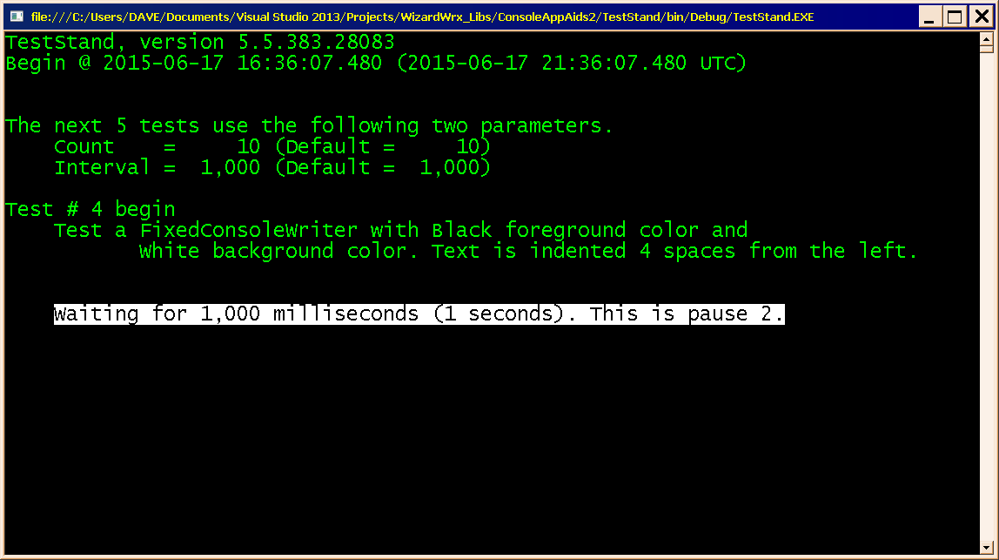 file:///C:/Users/DAVE/Documents/Visual Studio 2013/Projects/WizardWrx_Libs/ConsoleAppAids2/TestStand/bin/Debug/TestStand.EXE
TestStand, version 5.5.383.28083
Begin @ 2015-06-17 16:36:07.480 (2015-06-17 21:36:07.480 UTC)
The next 5 tests use the following two parameters.
Count    =     10 (Default =     10)
Interval =  1,000 (Default =  1,000)
Test # 4 begin
Test a FixedConsoleWriter with Black foreground color and
White background color. Text is indented 4 spaces from the left.
Waiting for 1,000 milliseconds (1 seconds). This is pause 2.